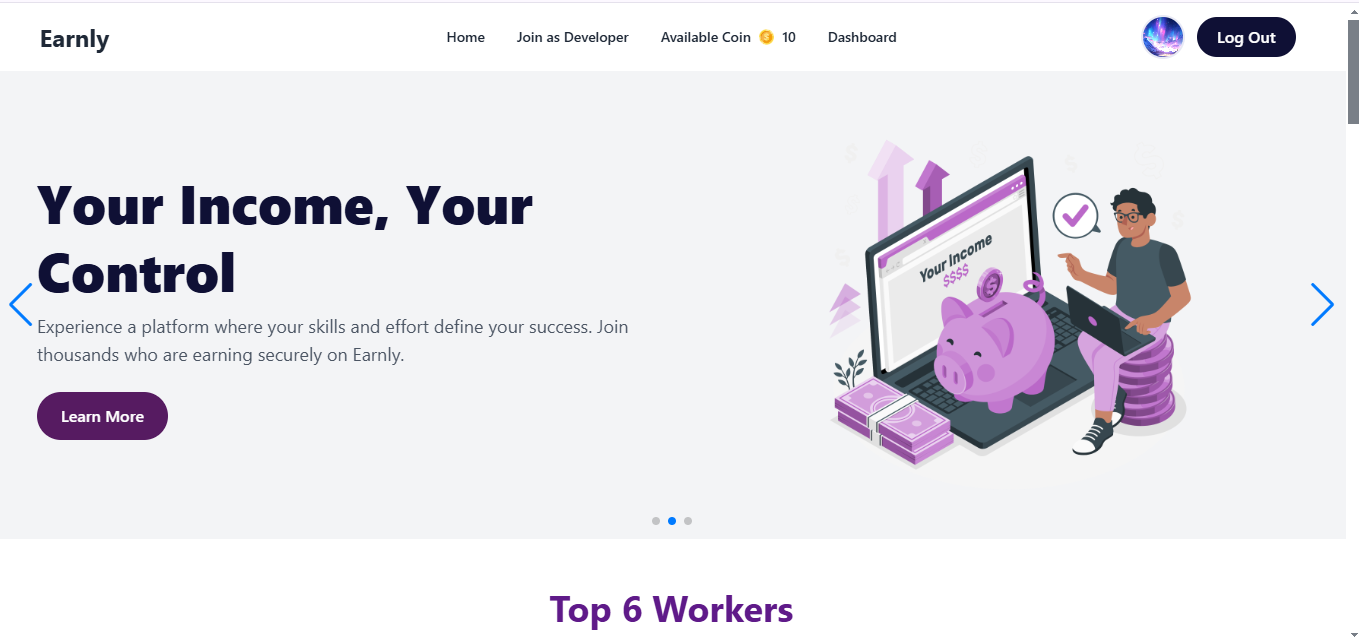 Earnly
Home
Join as Developer
Available Coin
10
Dashboard
Log Out
Your Income, Your
Control
Experience a platform where your skills and effort define your success. Join
thousands who are earning securely on Earnly.
Learn More
Your Income
$$$$
Top 6 Workers